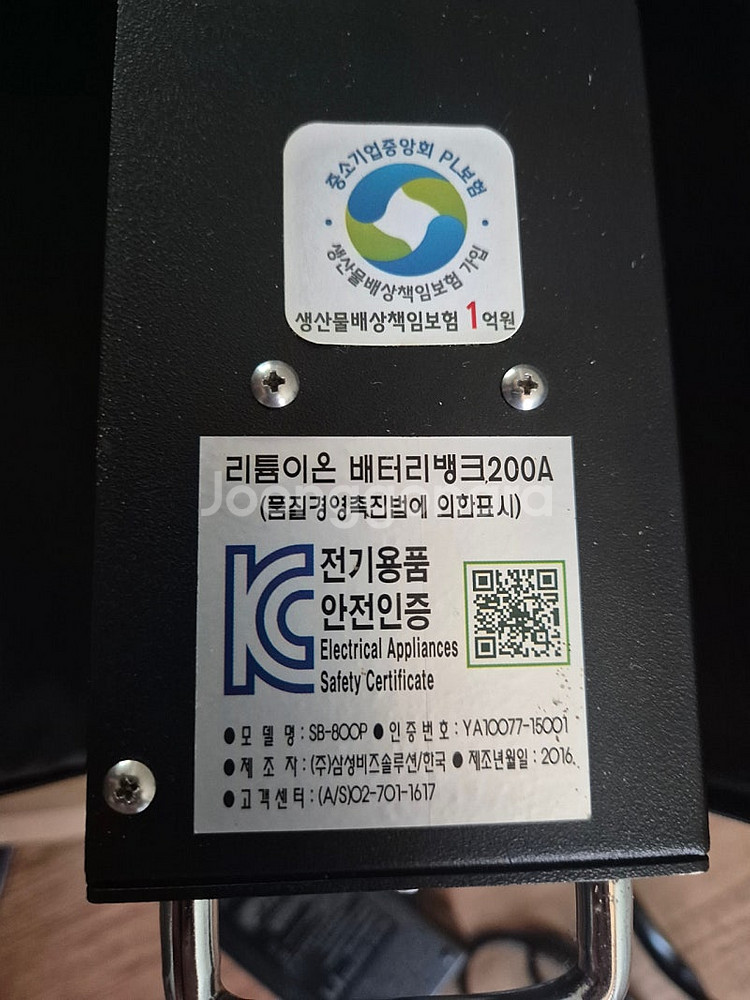 중소기업중앙회 PL보험
생산물배상책임보험 가입
생산물배상책임보험 1억원
리튬이온 배터리뱅크200A
(품질경영촉진법에 의한표시)
KC 전기용품
안전인증
Electrical Appliances
Safety Certificate
● 모 델 명 : SB-800P ● 인 증 번 호 : YA10077-15001
● 제 조 자 : (주)삼성비즈솔루션/한국 ● 제조년월일 : 2016.
● 고객센터 : (A/S)02-701-1617